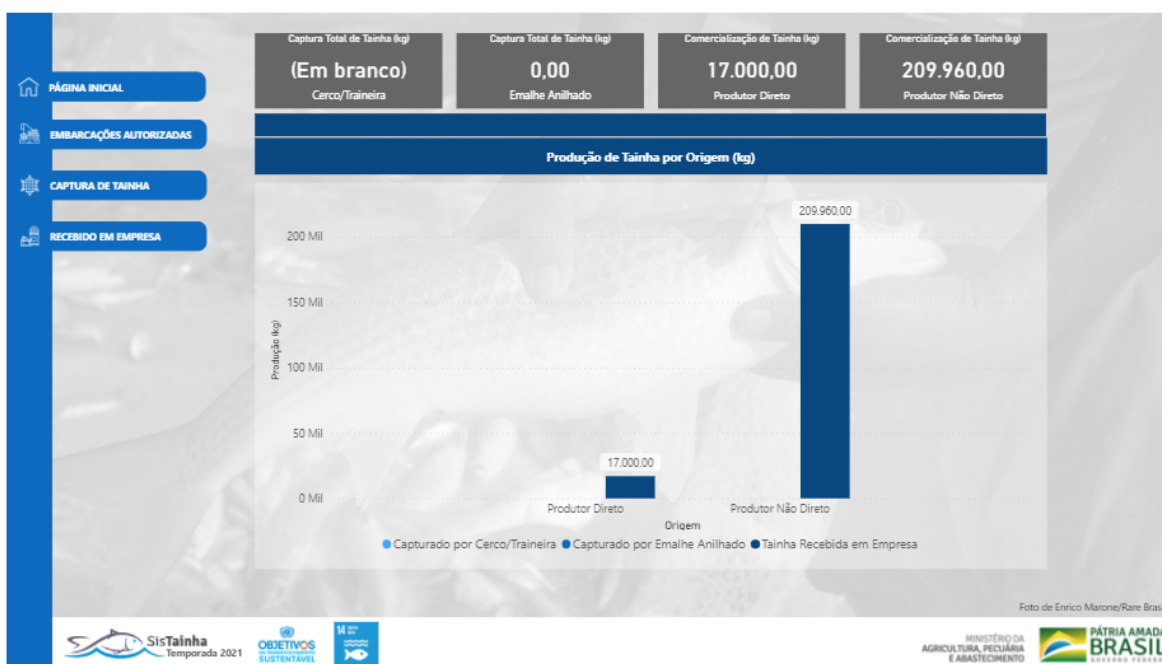 Captura Total de Tainha (kg)
(Em branco)
Cerco/Traineira
Captura Total de Tainha (kg)
0,00
Emalhe Anilhado
Comercialização de Tainha (kg)
17.000,00
Produtor Direto
Comercialização de Tainha (kg)
209.960,00
Produtor Não Direto
PÁGINA INICIAL
EMBARCAÇÕES AUTORIZADAS
CAPTURA DE TAINHA
RECEBIDO EM EMPRESA
Produção de Tainha por Origem (kg)
Produção (kg)
200 Mil
150 Mil
100 Mil
50 Mil
0 Mil
209.960,00
17.000,00
Produtor Direto
Produtor Não Direto
Origem
Capturado por Cerco/Traineira
Capturado por Emalhe Anilhado
Tainha Recebida em Empresa
Foto de Enrico Marone/Rare Bras
SisTainha
Temporada 2021
OBJETIVOS
DE DESENVOLVIMENTO
SUSTENTÁVEL
14
MINISTÉRIO DA
AGRICULTURA, PECUÁRIA
E ABASTECIMENTO
PÁTRIA AMADA
BRASIL
GOVERNO FEDERAL